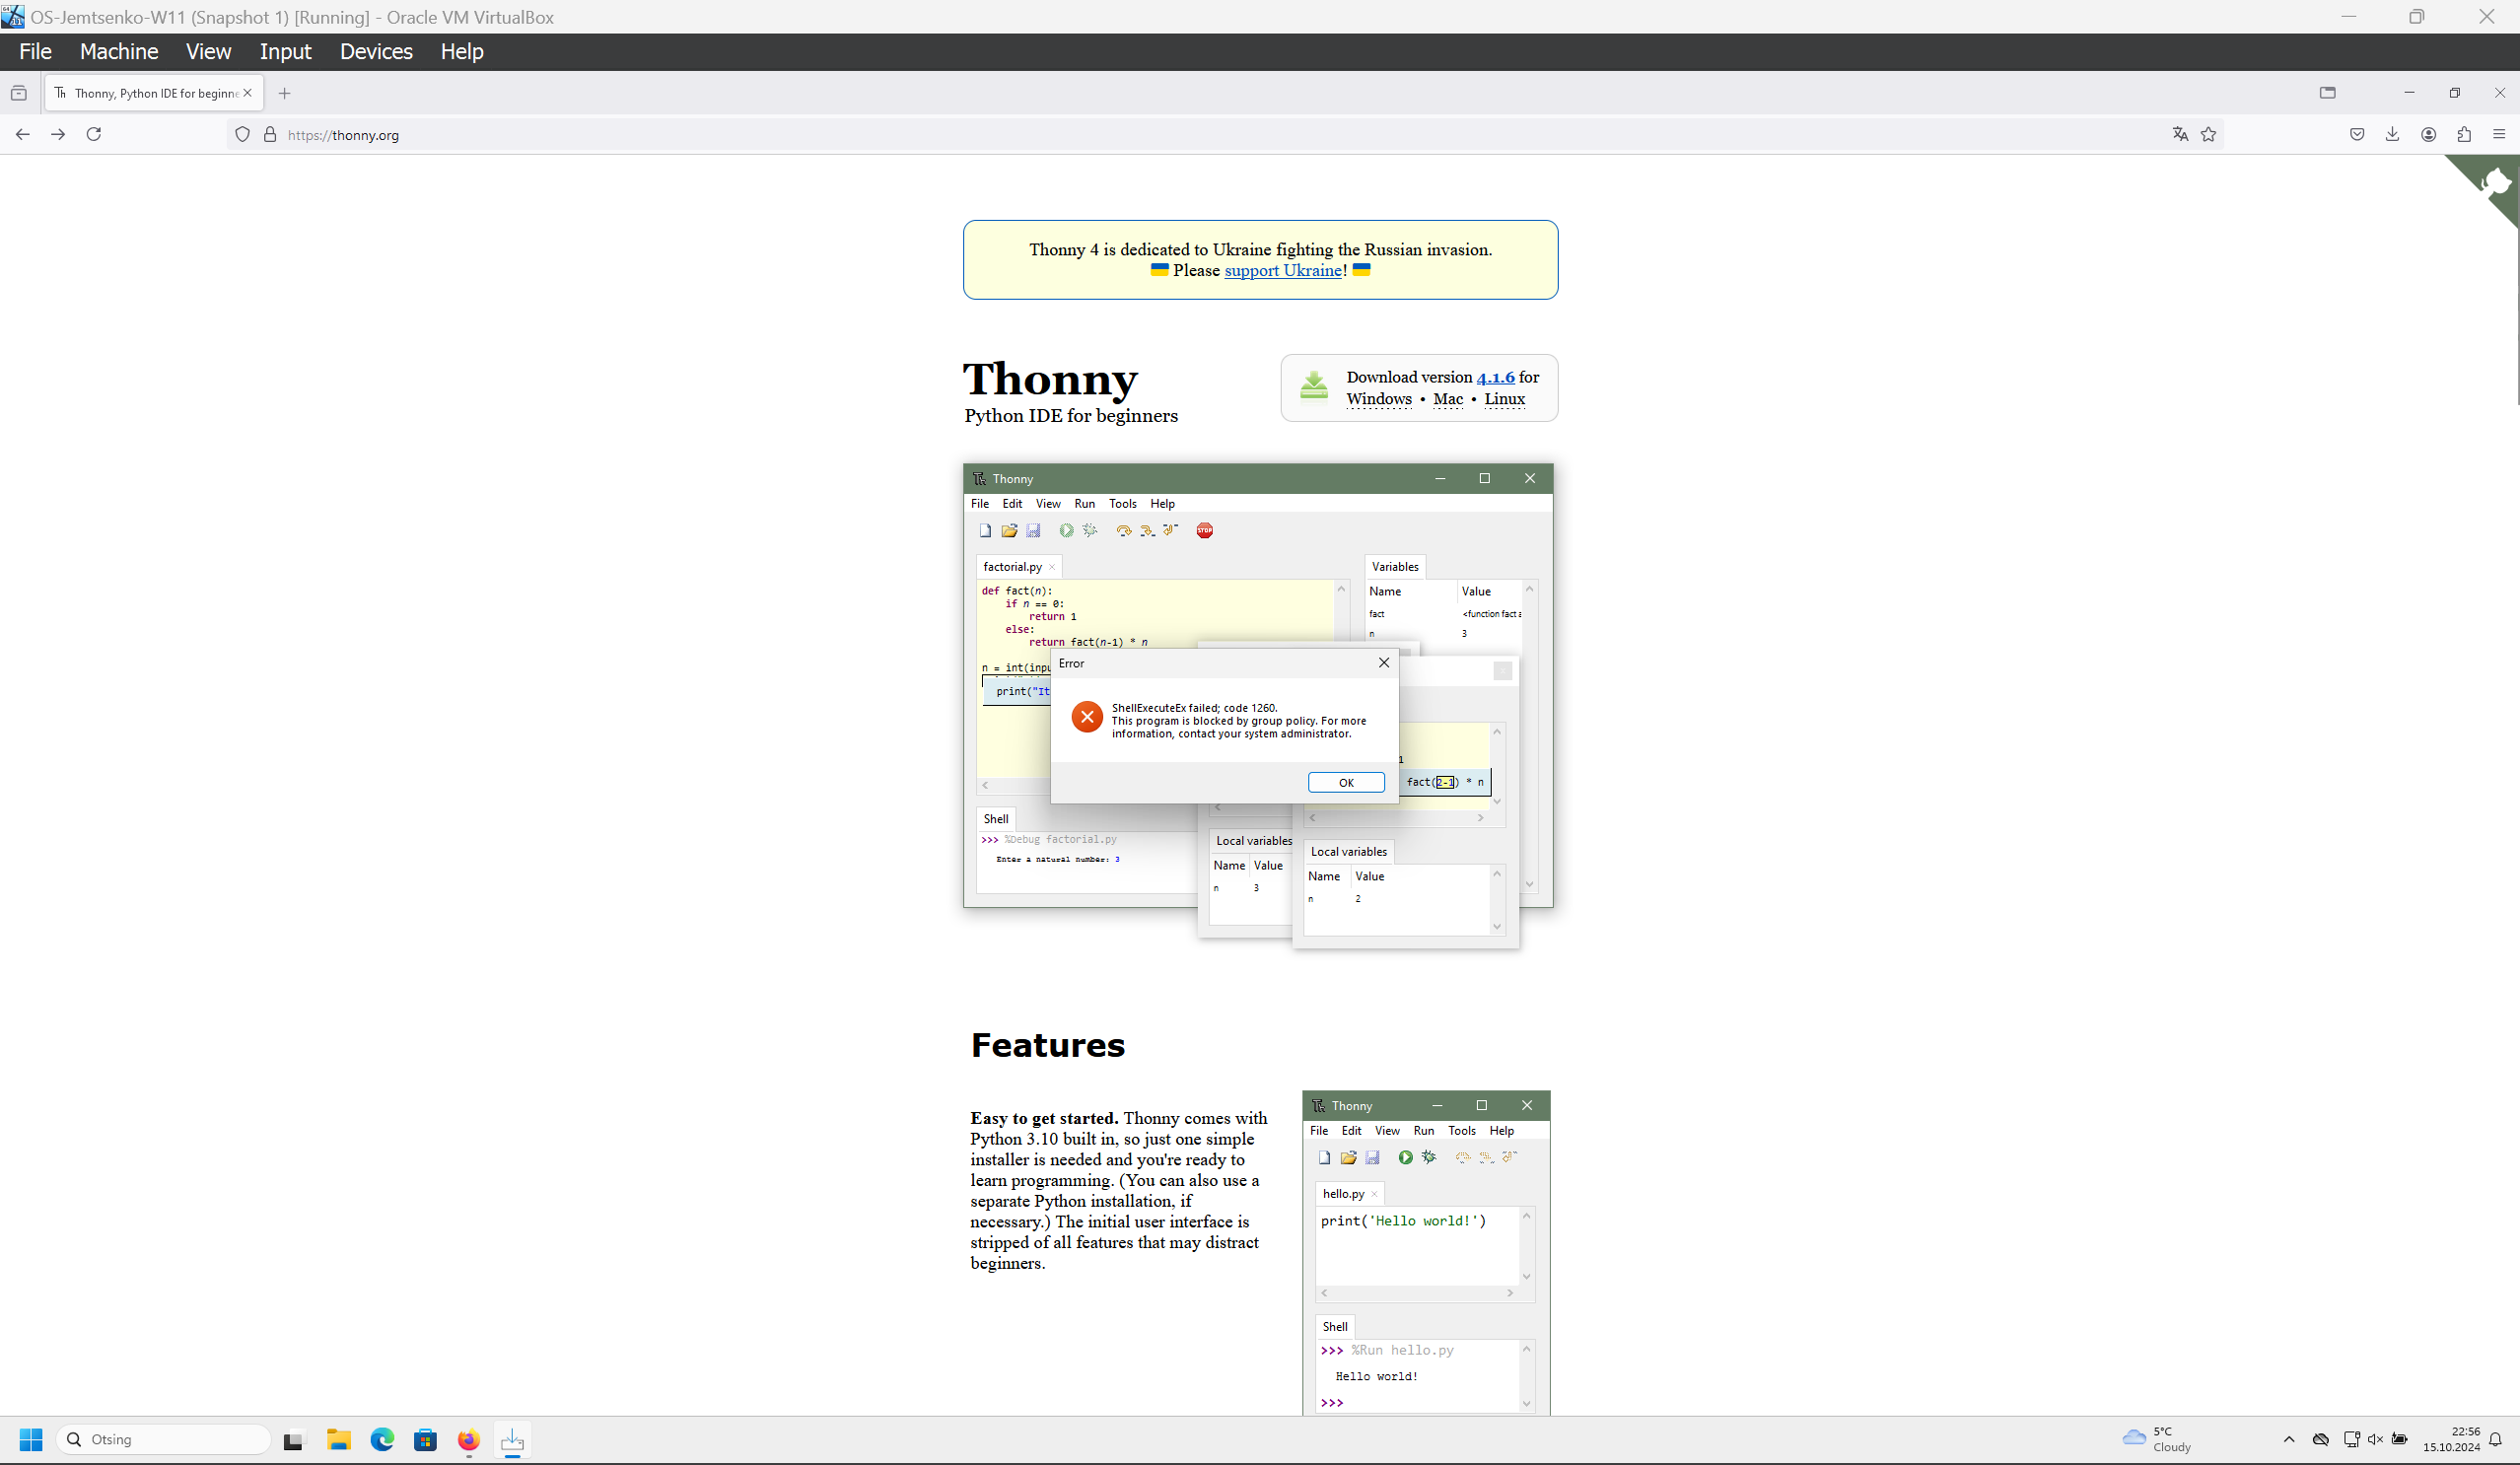 OS-Jemtsenko-W11 (Snapshot 1) [Running] - Oracle VM VirtualBox
File Machine View Input Devices Help
Thonny, Python IDE for beginne
https://thonny.org
Thonny 4 is dedicated to Ukraine fighting the Russian invasion.
Please support Ukraine!
Thonny
Python IDE for beginners
Download version 4.1.6 for
Windows • Mac • Linux
Thonny
File Edit View Run Tools Help
STOP
factorial.py
def fact(n):
if n == 0:
return 1
else:
return fact(n-1) * n
n = int(inpu
print("It
Variables
Name Value
fact <function fact a
n 3
Error
ShellExecuteEx failed; code 1260.
This program is blocked by group policy. For more
information, contact your system administrator.
OK
1
fact(2-1) * n
Shell
>>> %Debug factorial.py
Enter a natural number: 3
Local variables
Name Value
n 3
Local variables
Name Value
n 2
Features
Easy to get started. Thonny comes with
Python 3.10 built in, so just one simple
installer is needed and you're ready to
learn programming. (You can also use a
separate Python installation, if
necessary.) The initial user interface is
stripped of all features that may distract
beginners.
Thonny
File Edit View Run Tools Help
hello.py
print('Hello world!')
Shell
>>> %Run hello.py
Hello world!
>>>
Otsing
5°C
Cloudy
22:56
15.10.2024